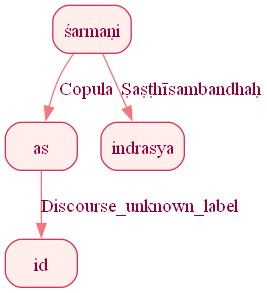 śarmaṇi
Copula Ṣaṣṭhīsambandhaḥ
as indrasya
Discourse_unknown_label
id